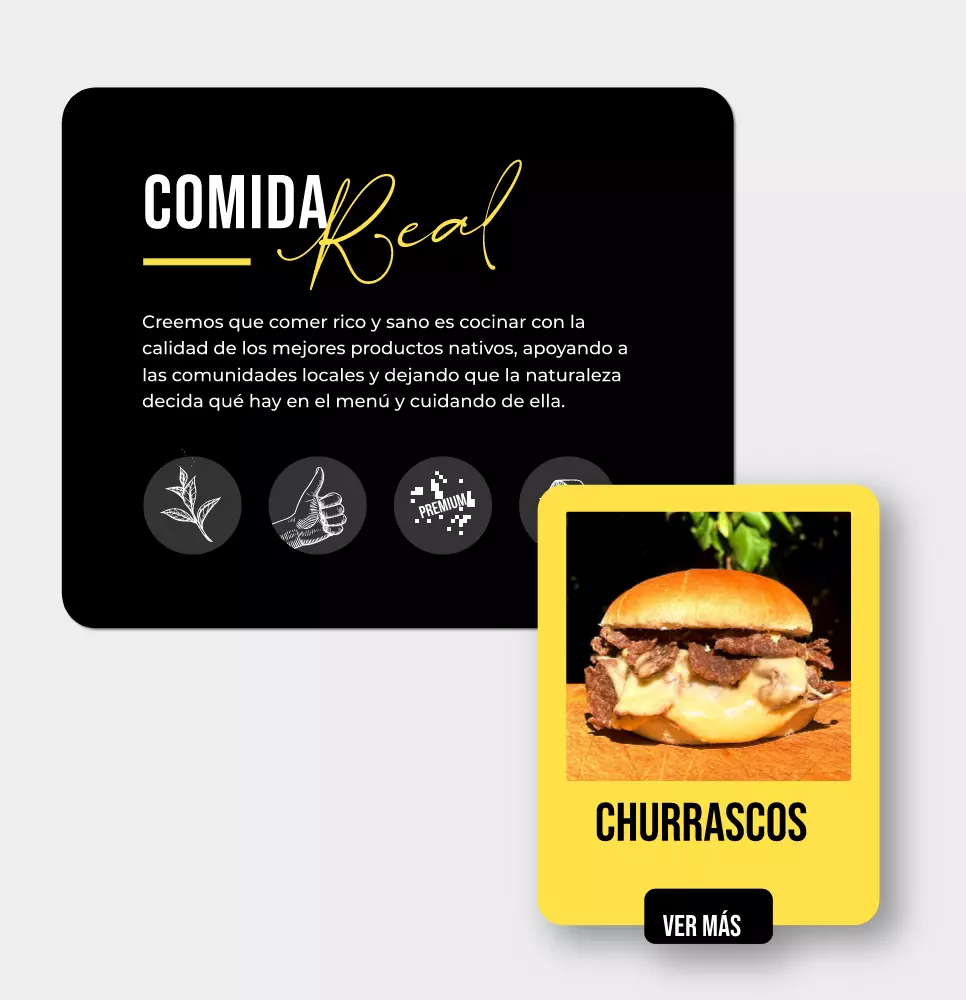 COMIDA Real
Creemos que comer rico y sano es cocinar con la
calidad de los mejores productos nativos, apoyando a
las comunidades locales y dejando que la naturaleza
decida qué hay en el menú y cuidando de ella.
PREMIUM
CHURRASCOS
VER MÁS